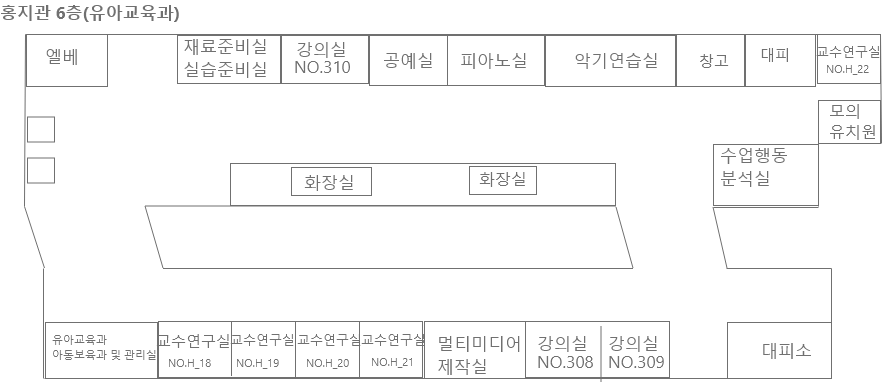 홍지관 6층(유아교육과)
엘베
재료준비실
실습준비실
강의실
NO.310
공예실
피아노실
악기연습실
창고
대피
교수연구실
NO.H_22
모의
유치원
수업행동
분석실
화장실
화장실
유아교육과
아동보육과 및 관리실
교수연구실
NO.H_18
교수연구실
NO.H_19
교수연구실
NO.H_20
교수연구실
NO.H_21
멀티미디어
제작실
강의실
NO.308
강의실
NO.309
대피소